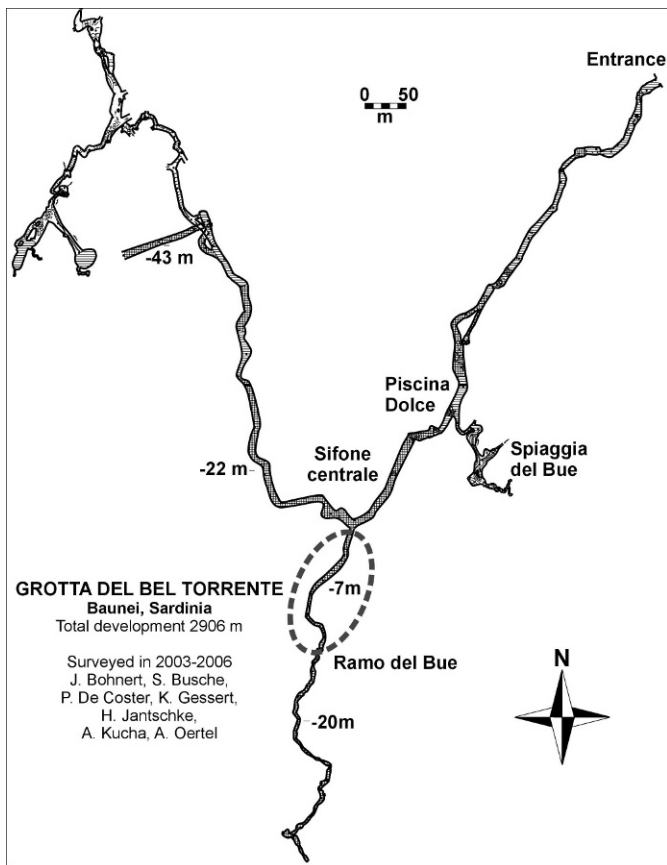 Entrance
0 50
m
-43 m
Piscina
Dolce
Sifone
centrale
Spiaggia
del Bue
-22 m
GROTTA DEL BEL TORRENTE
Baunei, Sardinia
Total development 2906 m
Surveyed in 2003-2006
J. Bohnert, S. Busche,
P. De Coster, K. Gessert,
H. Jantschke,
A. Kucha, A. Oertel
-7m
Ramo del Bue
-20m
N